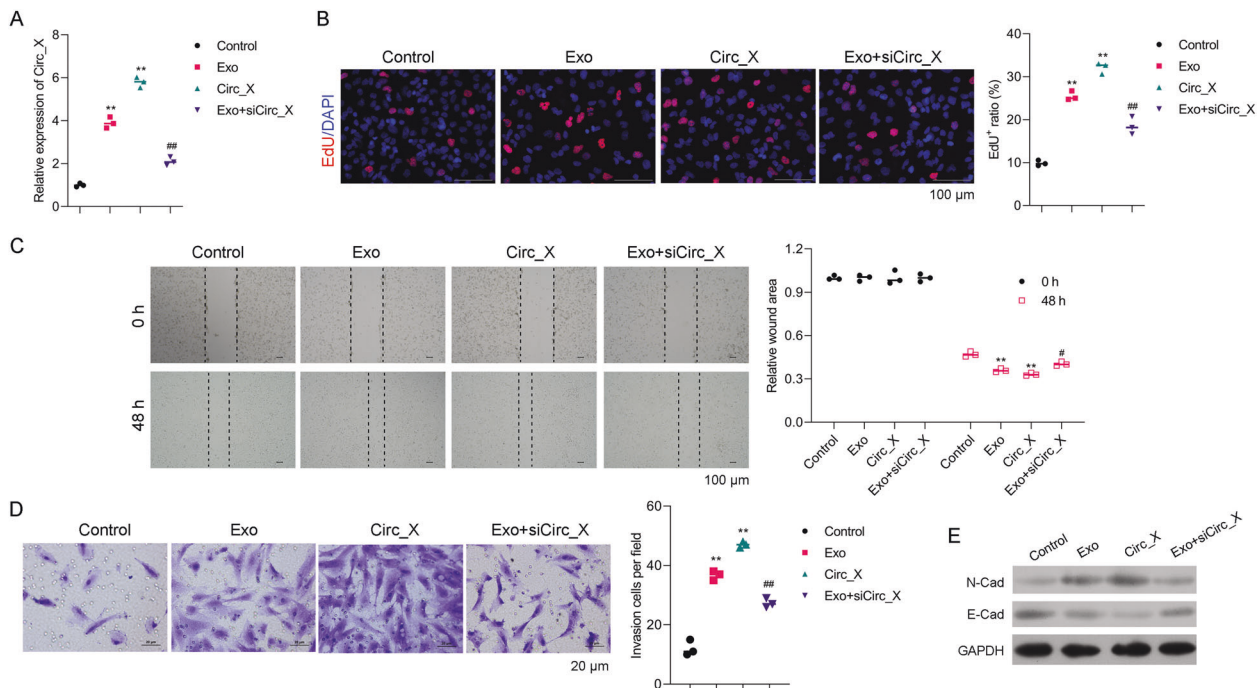 A
Relative expression of Circ_X
8
6
4
2
0
**
**
##
Control
Exo
Circ_X
Exo+siCirc_X
B
Control Exo Circ_X Exo+siCirc_X
EdU/DAPI
100 µm
EdU+ ratio (%)
40
30
20
10
0
**
**
##
Control
Exo
Circ_X
Exo+siCirc_X
C
Control Exo Circ_X Exo+siCirc_X
0 h
48 h
100 µm
Relative wound area
1.2
0.9
0.6
0.3
0.0
** ** #
0 h
48 h
Control Exo Circ_X Exo+siCirc_X Control Exo Circ_X Exo+siCirc_X
D
Control Exo Circ_X Exo+siCirc_X
20 µm
Invasion cells per field
60
40
20
0
**
**
##
Control
Exo
Circ_X
Exo+siCirc_X
E
Control Exo Circ_X Exo+siCirc_X
N-Cad
E-Cad
GAPDH